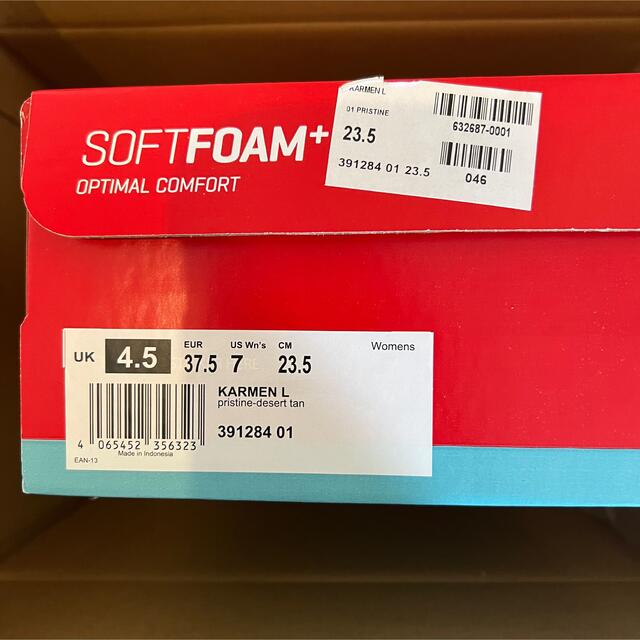 SOFTFOAM+
OPTIMAL COMFORT
KARMEN L
01 PRISTINE
23.5
391284 01 23.5
632687-0001
046
UK 4.5 EUR 37.5 US Wn's 7 CM 23.5 Womens
KARMEN L
pristine-desert tan
391284 01
4 065452 356323
Made in Indonesia
EAN-13